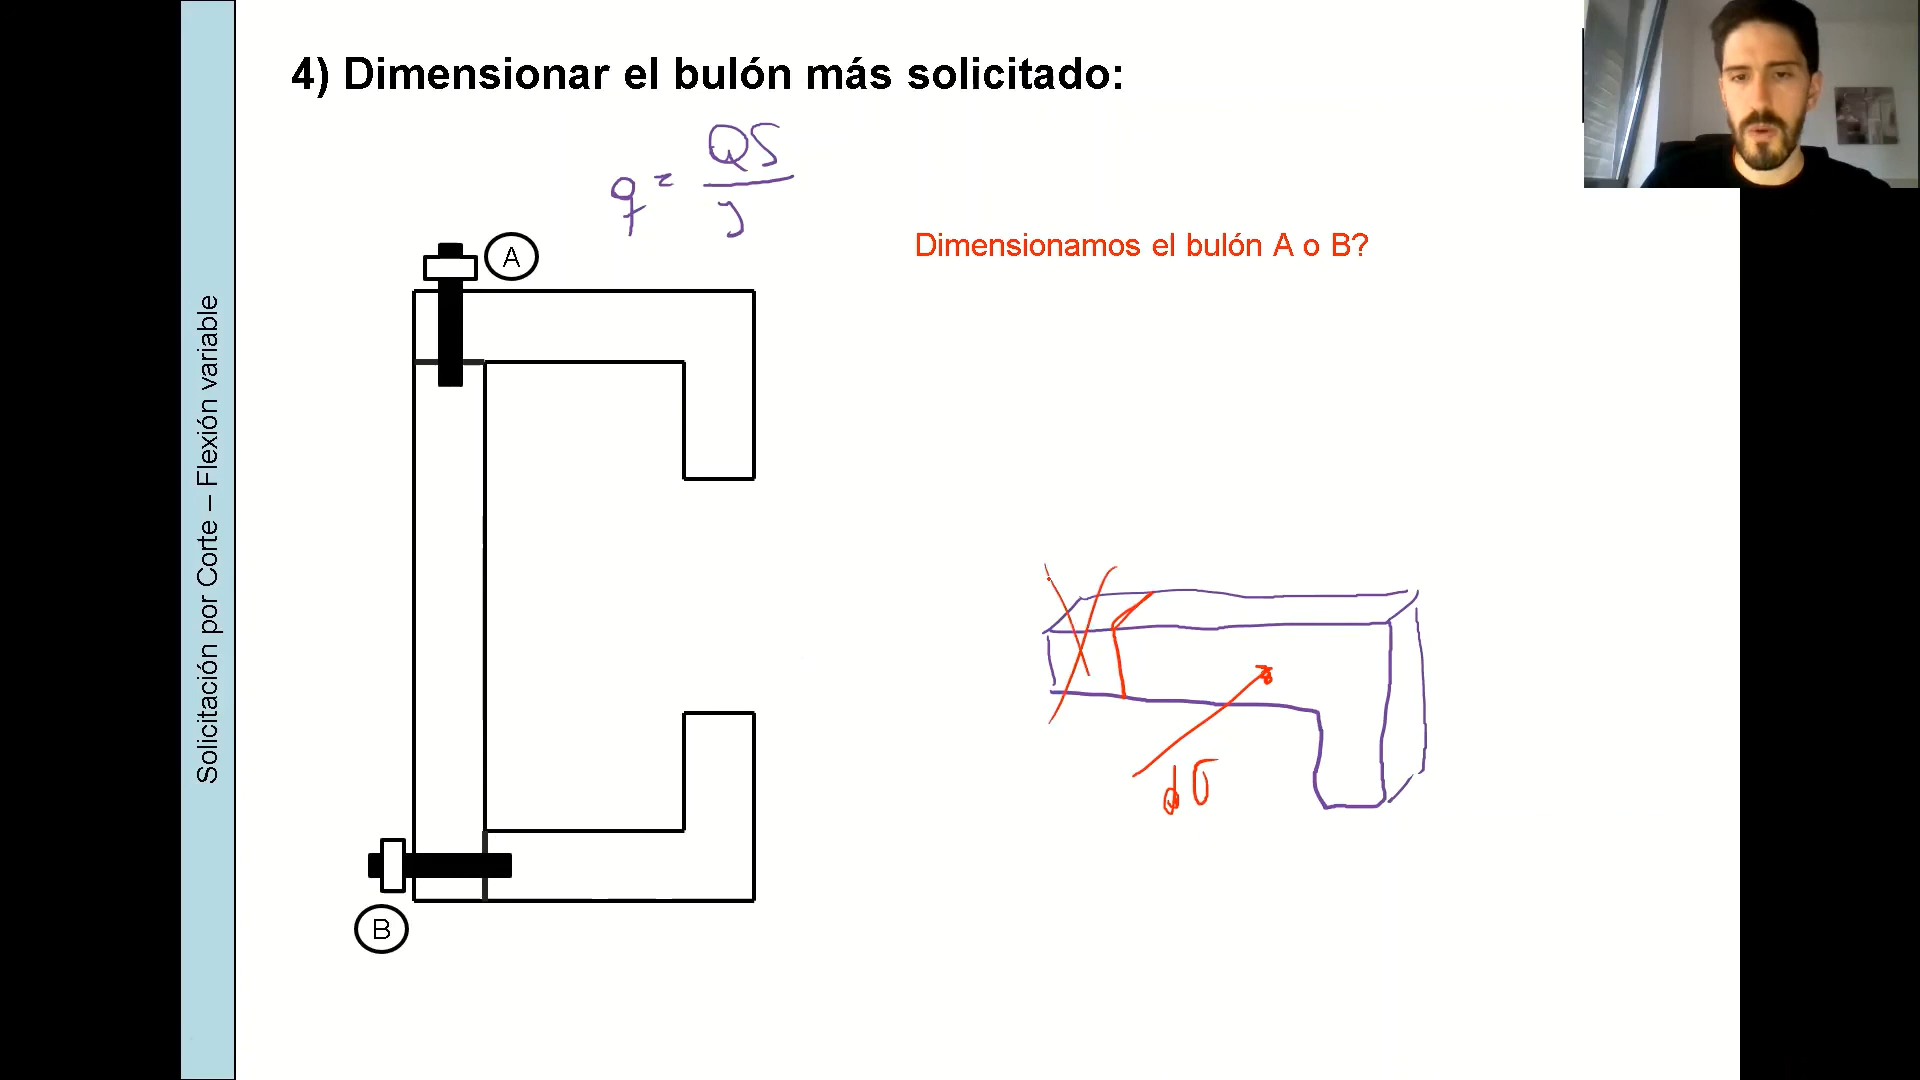 4) Dimensionar el bulón más solicitado:
q = QS / J
A
Dimensionamos el bulón A o B?
Solicitación por Corte – Flexión variable
dσ
B